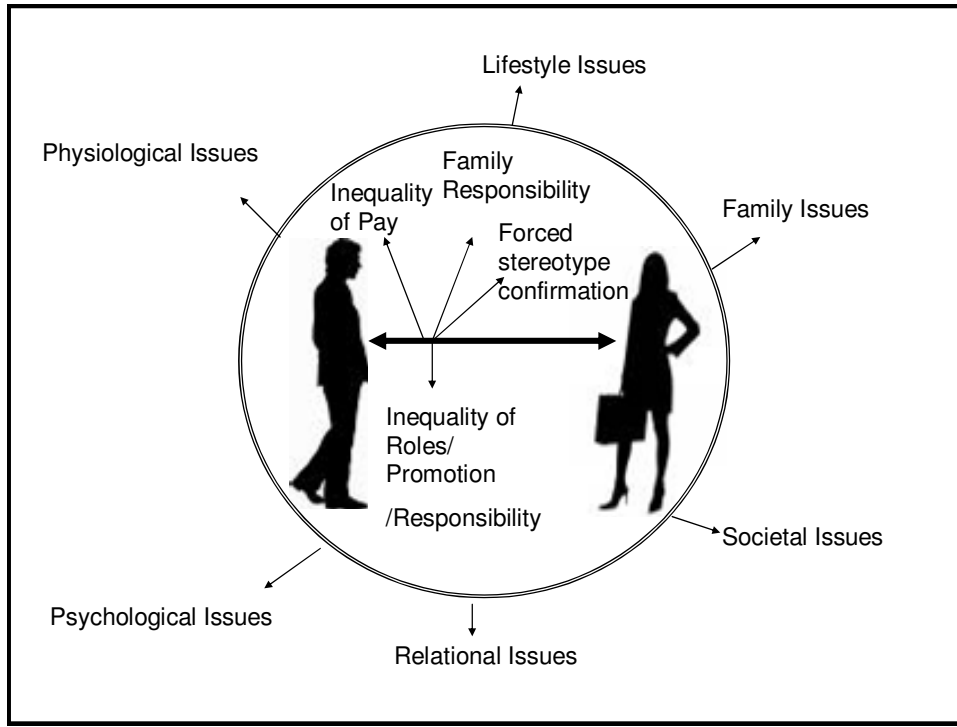 Lifestyle Issues
Physiological Issues
Family
Responsibility
Inequality
of Pay
Family Issues
Forced
stereotype
confirmation
Inequality of
Roles/
Promotion
/Responsibility
Societal Issues
Psychological Issues
Relational Issues